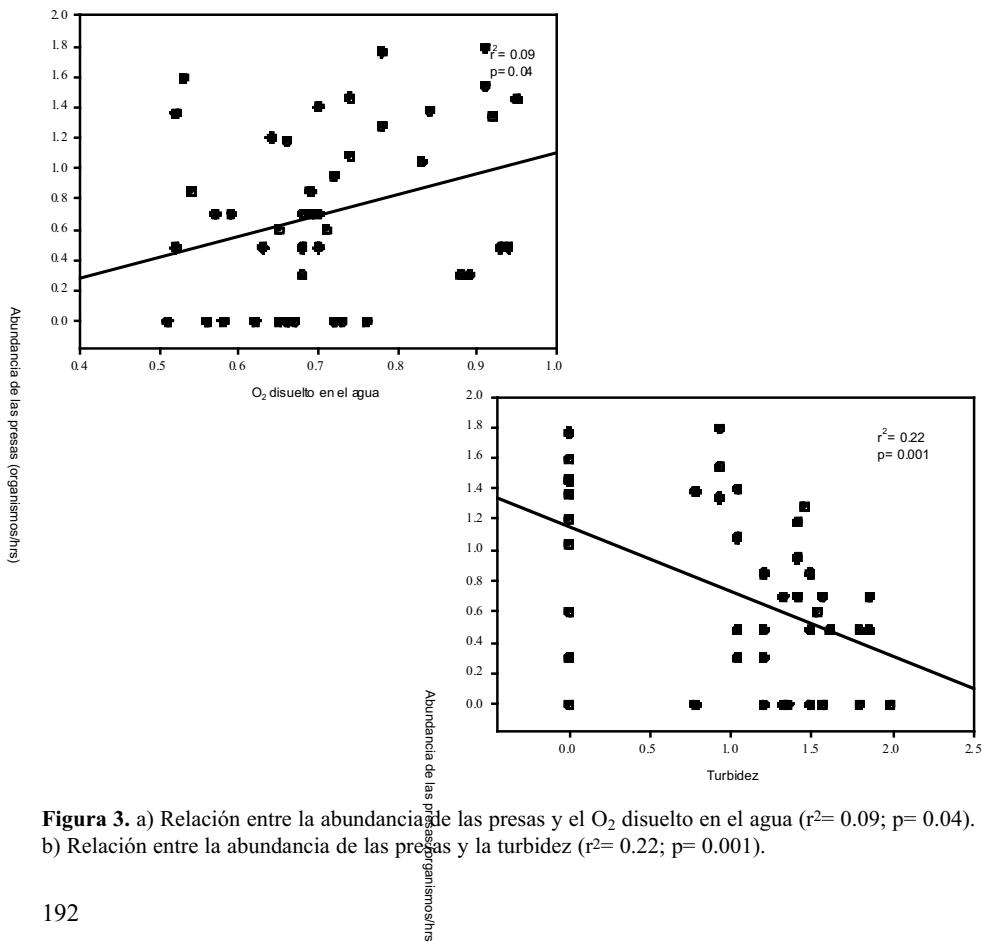 2.0
1.8
1.6
1.4
1.2
1.0
0.8
0.6
0.4
0.2
0.0
r²= 0.09
p= 0.04
0.4 0.5 0.6 0.7 0.8 0.9 1.0
O₂ disuelto en el agua
Abundancia de las presas (organismos/hrs)
2.0
1.8
1.6
1.4
1.2
1.0
0.8
0.6
0.4
0.2
0.0
r²= 0.22
p= 0.001
0.0 0.5 1.0 1.5 2.0 2.5
Turbidez
Abundancia de las presas(organismos/hrs
Figura 3. a) Relación entre la abundancia de las presas y el O₂ disuelto en el agua (r²= 0.09; p= 0.04).
b) Relación entre la abundancia de las presas y la turbidez (r²= 0.22; p= 0.001).
192